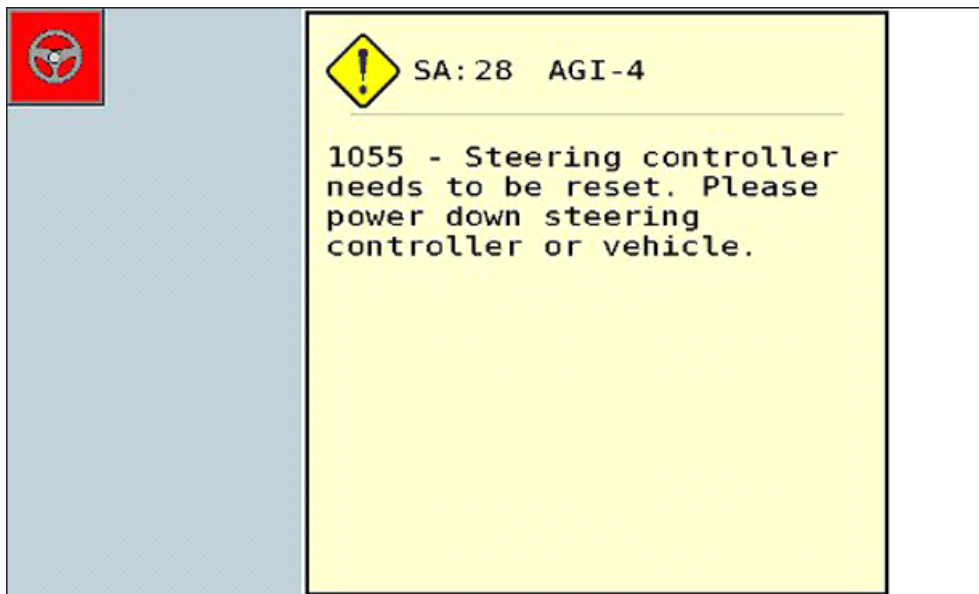 SA:28 AGI-4
1055 - Steering controller
needs to be reset. Please
power down steering
controller or vehicle.